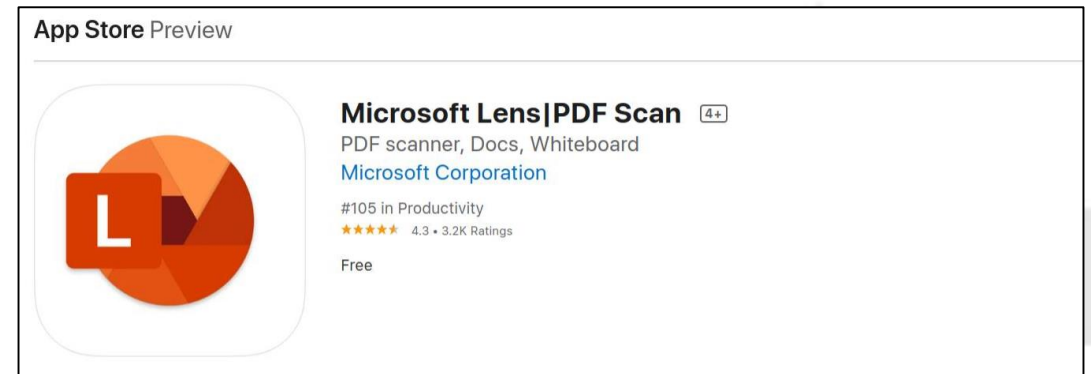 App Store Preview
Microsoft Lens|PDF Scan 4+
PDF scanner, Docs, Whiteboard
Microsoft Corporation
#105 in Productivity
★★★★★ 4.3 • 3.2K Ratings
Free
L